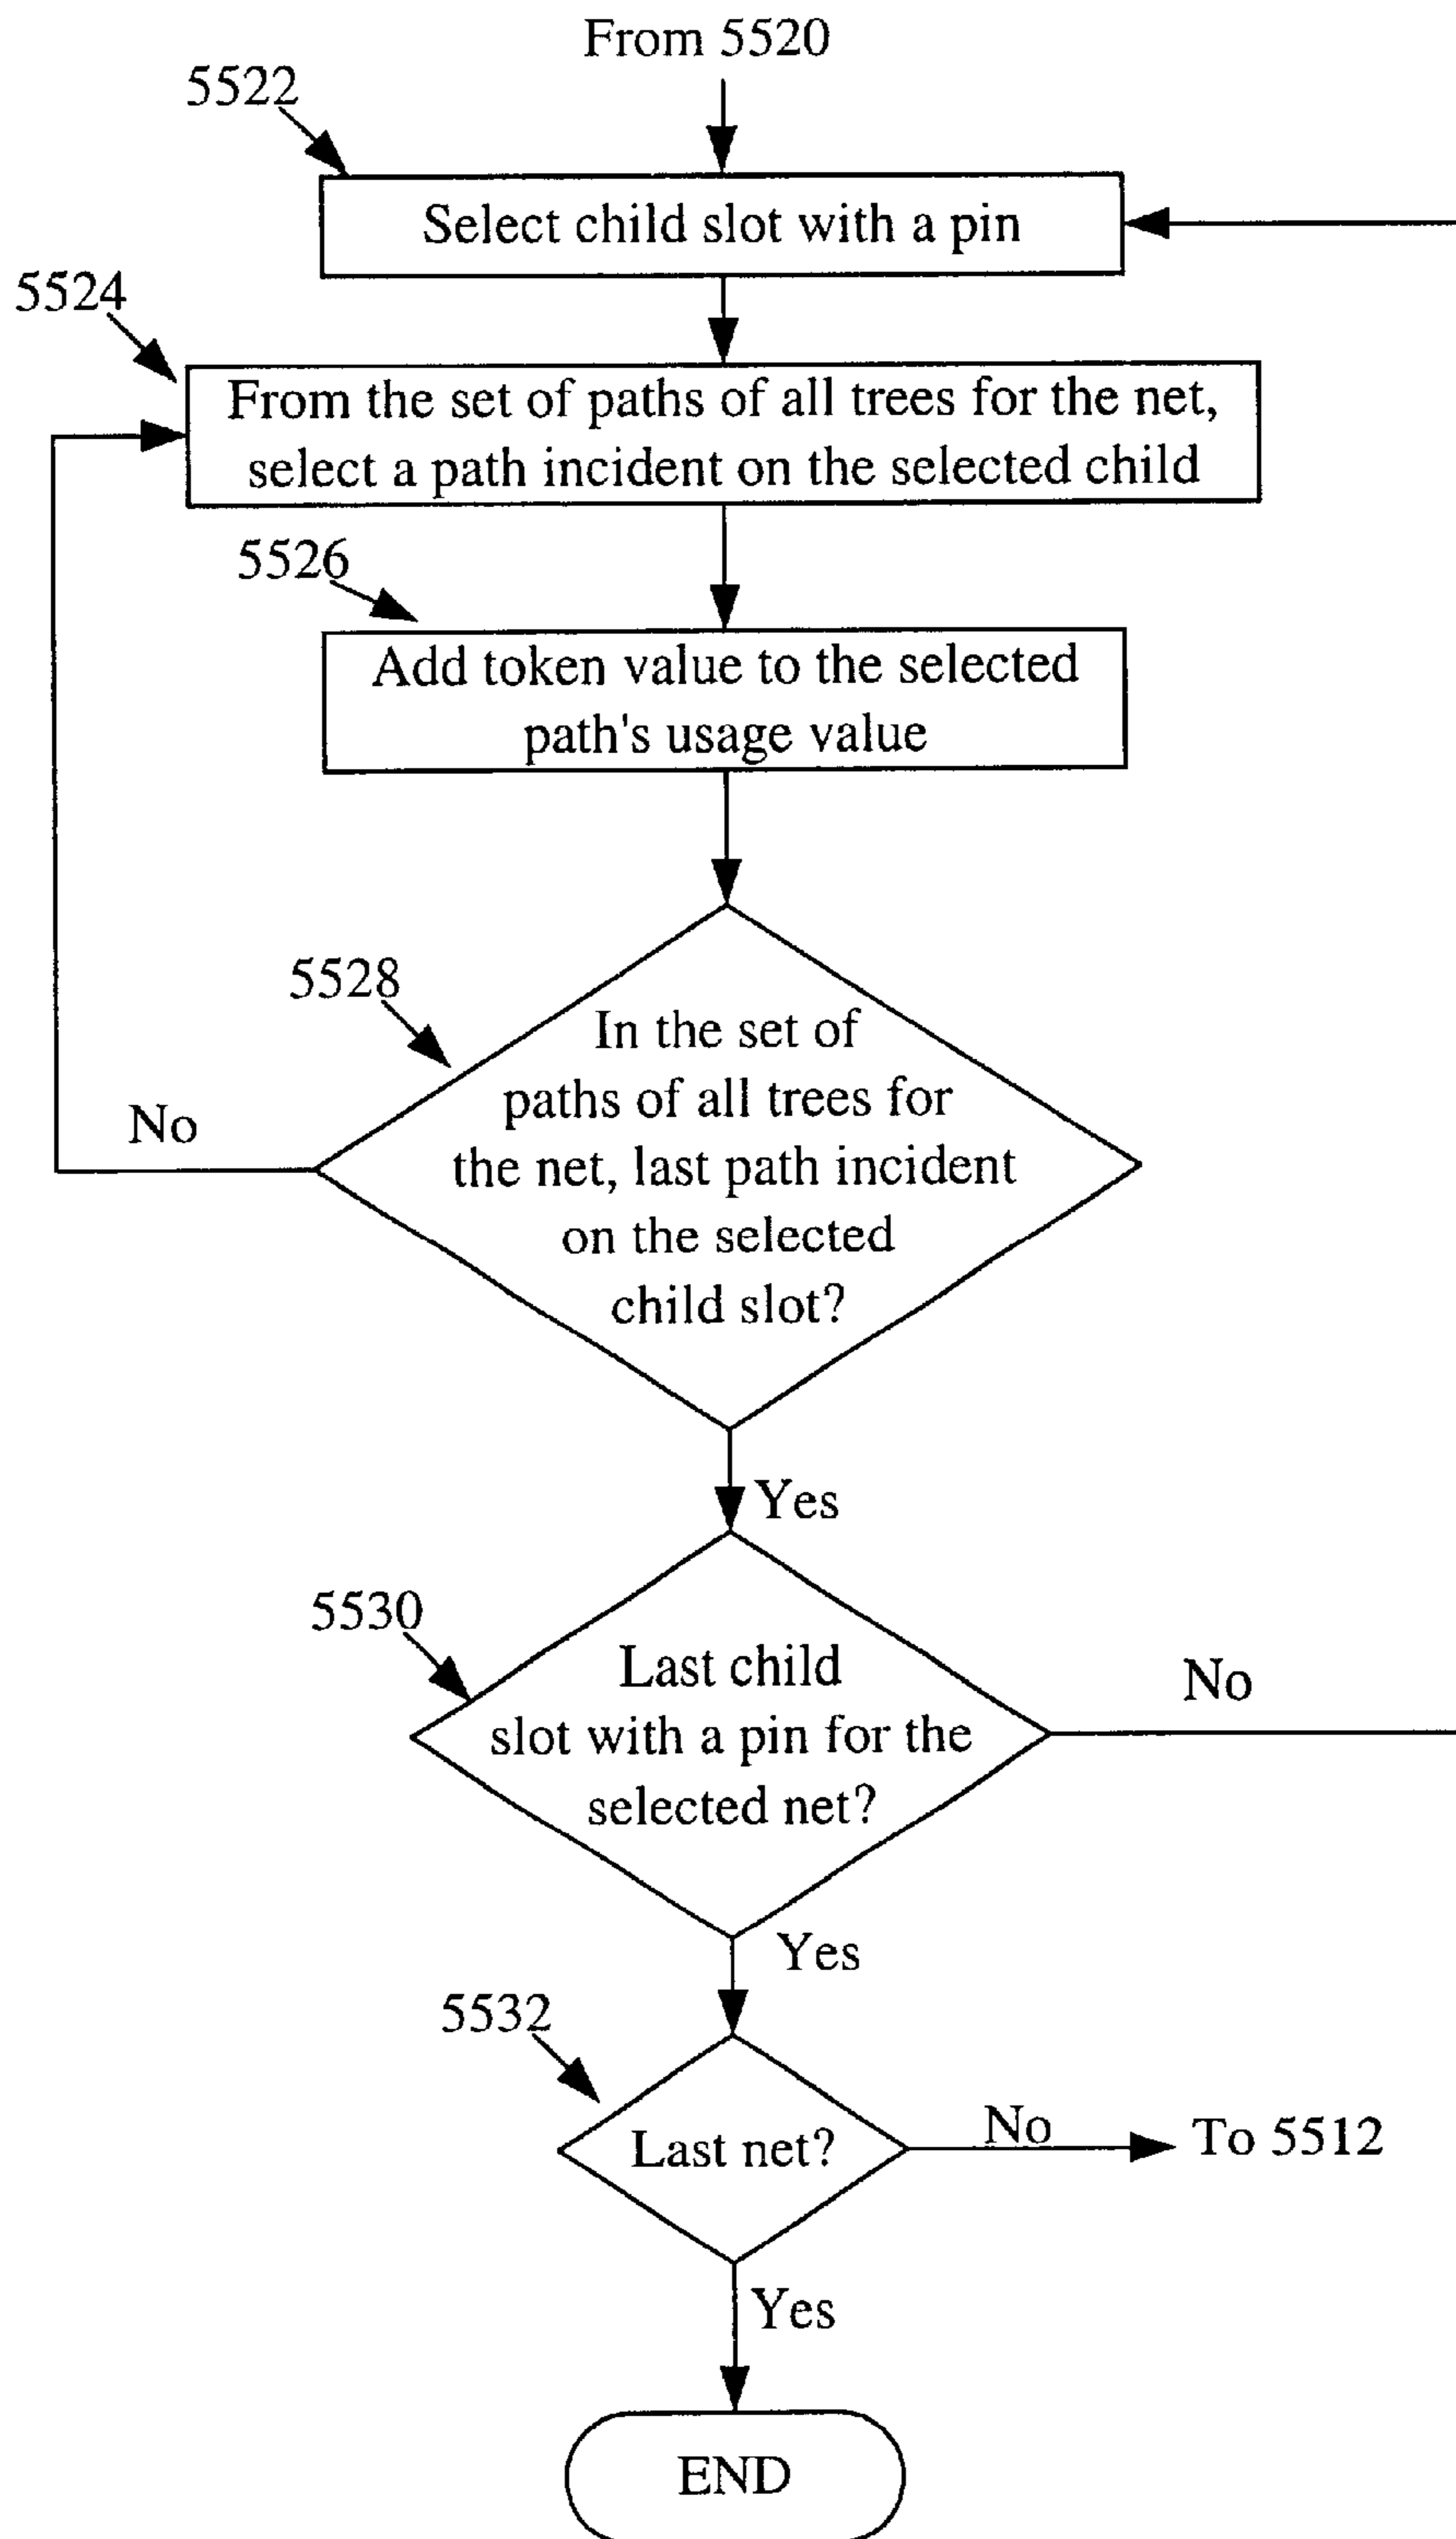 From 5520
5522
Select child slot with a pin
5524
From the set of paths of all trees for the net,
select a path incident on the selected child
5526
Add token value to the selected
path's usage value
5528
In the set of
paths of all trees for
the net, last path incident
on the selected
child slot?
No
Yes
5530
Last child
slot with a pin for the
selected net?
No
Yes
5532
Last net?
No
To 5512
Yes
END